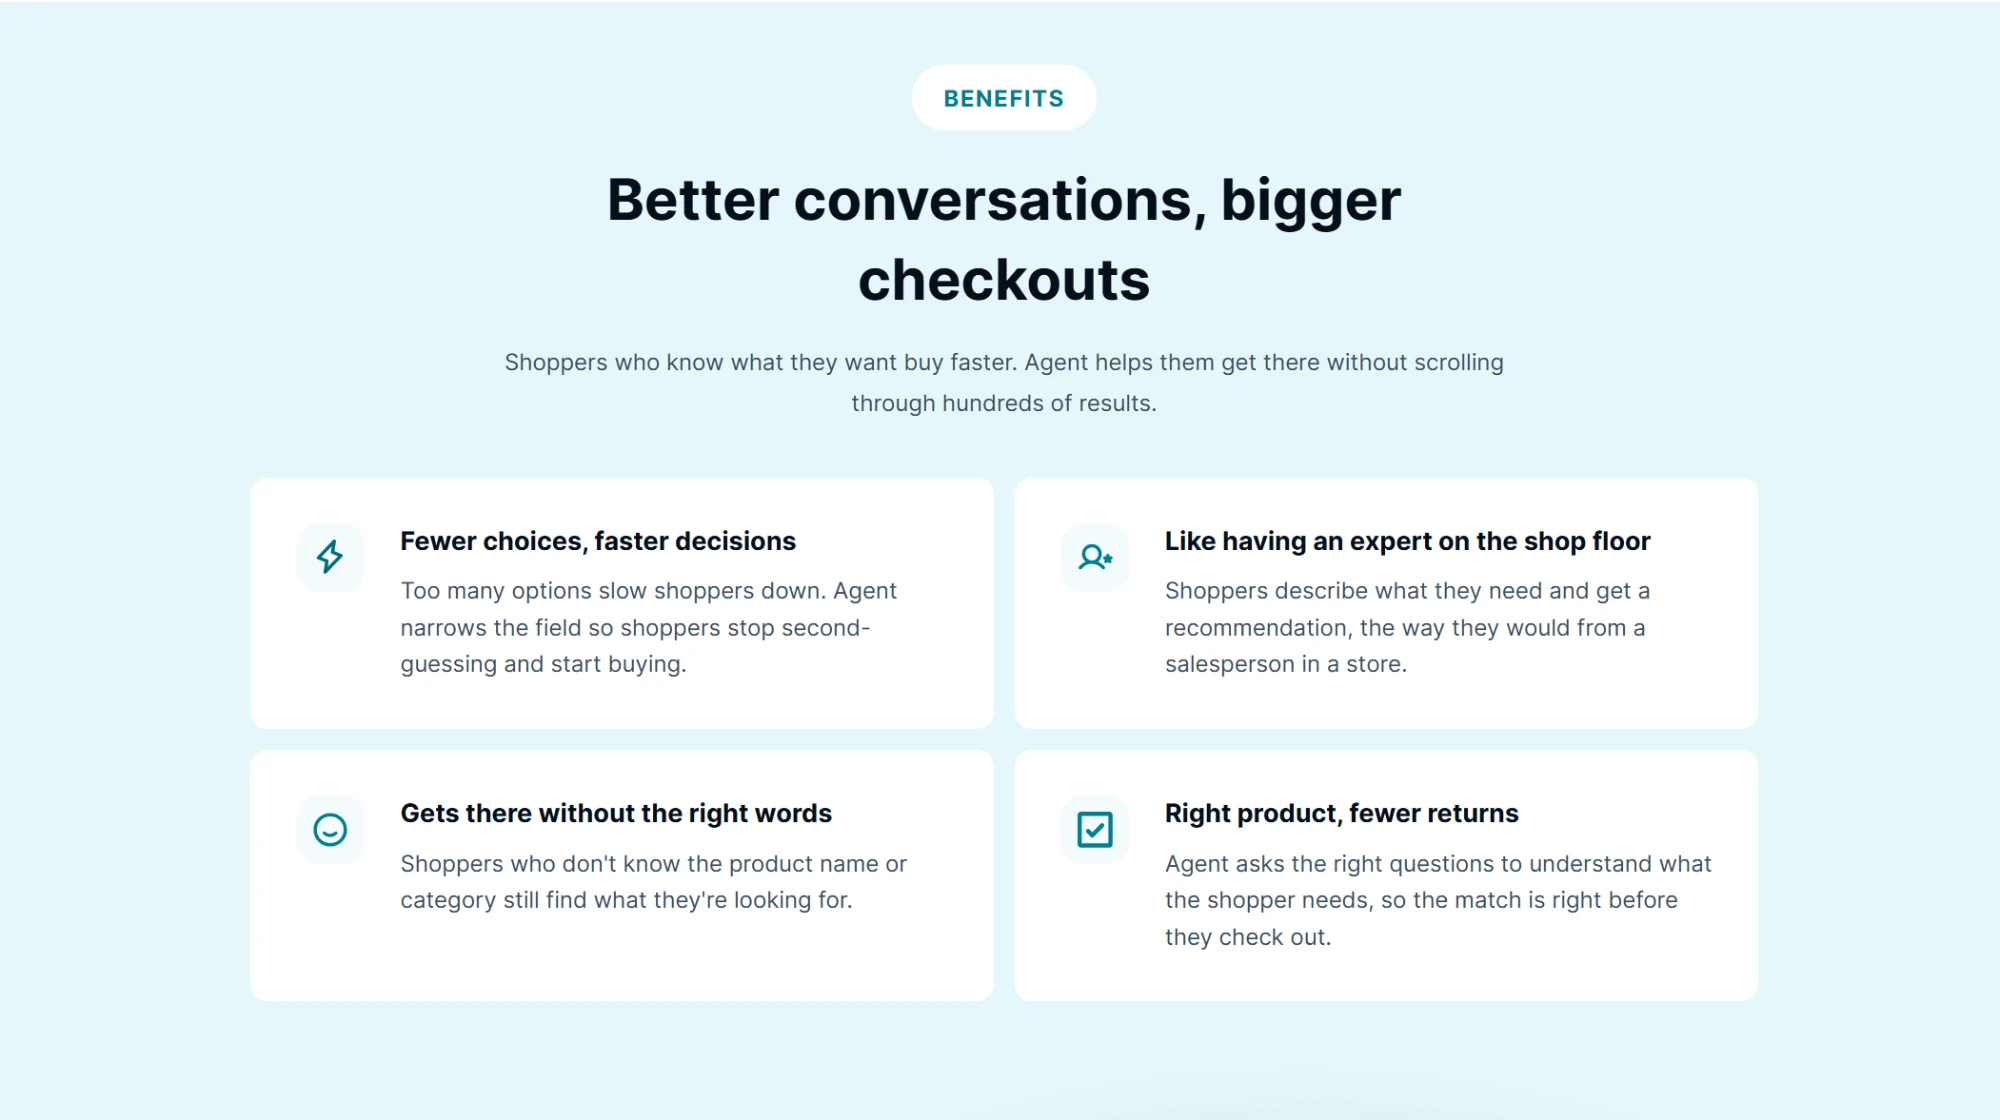 BENEFITS
Better conversations, bigger
checkouts
Shoppers who know what they want buy faster. Agent helps them get there without scrolling
through hundreds of results.
Fewer choices, faster decisions
Too many options slow shoppers down. Agent
narrows the field so shoppers stop second-
guessing and start buying.
Like having an expert on the shop floor
Shoppers describe what they need and get a
recommendation, the way they would from a
salesperson in a store.
Gets there without the right words
Shoppers who don't know the product name or
category still find what they're looking for.
Right product, fewer returns
Agent asks the right questions to understand what
the shopper needs, so the match is right before
they check out.